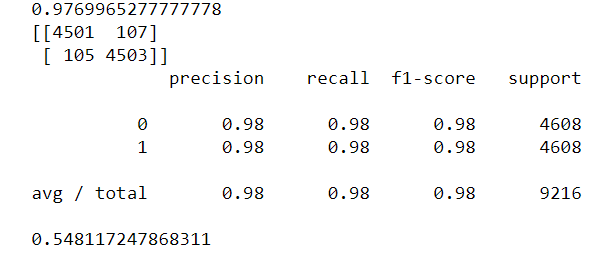 0.9769965277777778
[[4501 107]
[ 105 4503]]
precision recall f1-score support
0 0.98 0.98 0.98 4608
1 0.98 0.98 0.98 4608
avg / total 0.98 0.98 0.98 9216
0.548117247868311